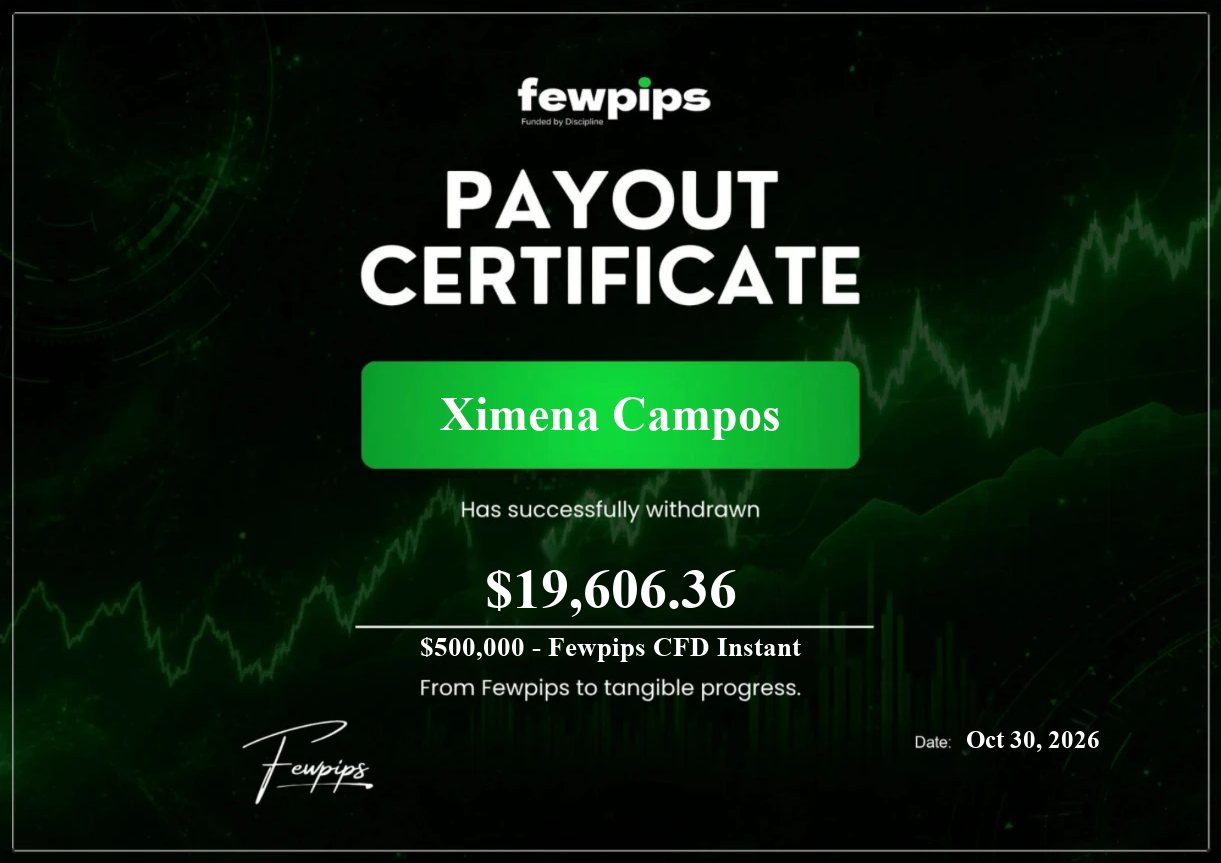 fewpips
Funded by Discipline
PAYOUT
CERTIFICATE
Ximena Campos
Has successfully withdrawn
$19,606.36
$500,000 - Fewpips CFD Instant
From Fewpips to tangible progress.
Date: Oct 30, 2026
Fewpips